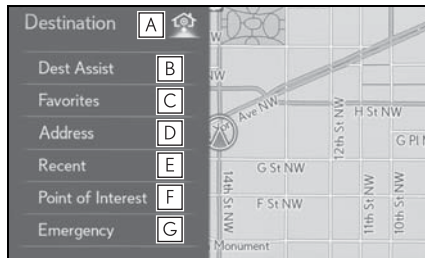 Destination A
Dest Assist B
Favorites C
Address D
Recent E
Point of Interest F
Emergency G
W
NW
Ave NW
H St NW
12th St NW
G Pl
G St NW
14th St NW
F St NW
11th St NW
10th St NW
Monument